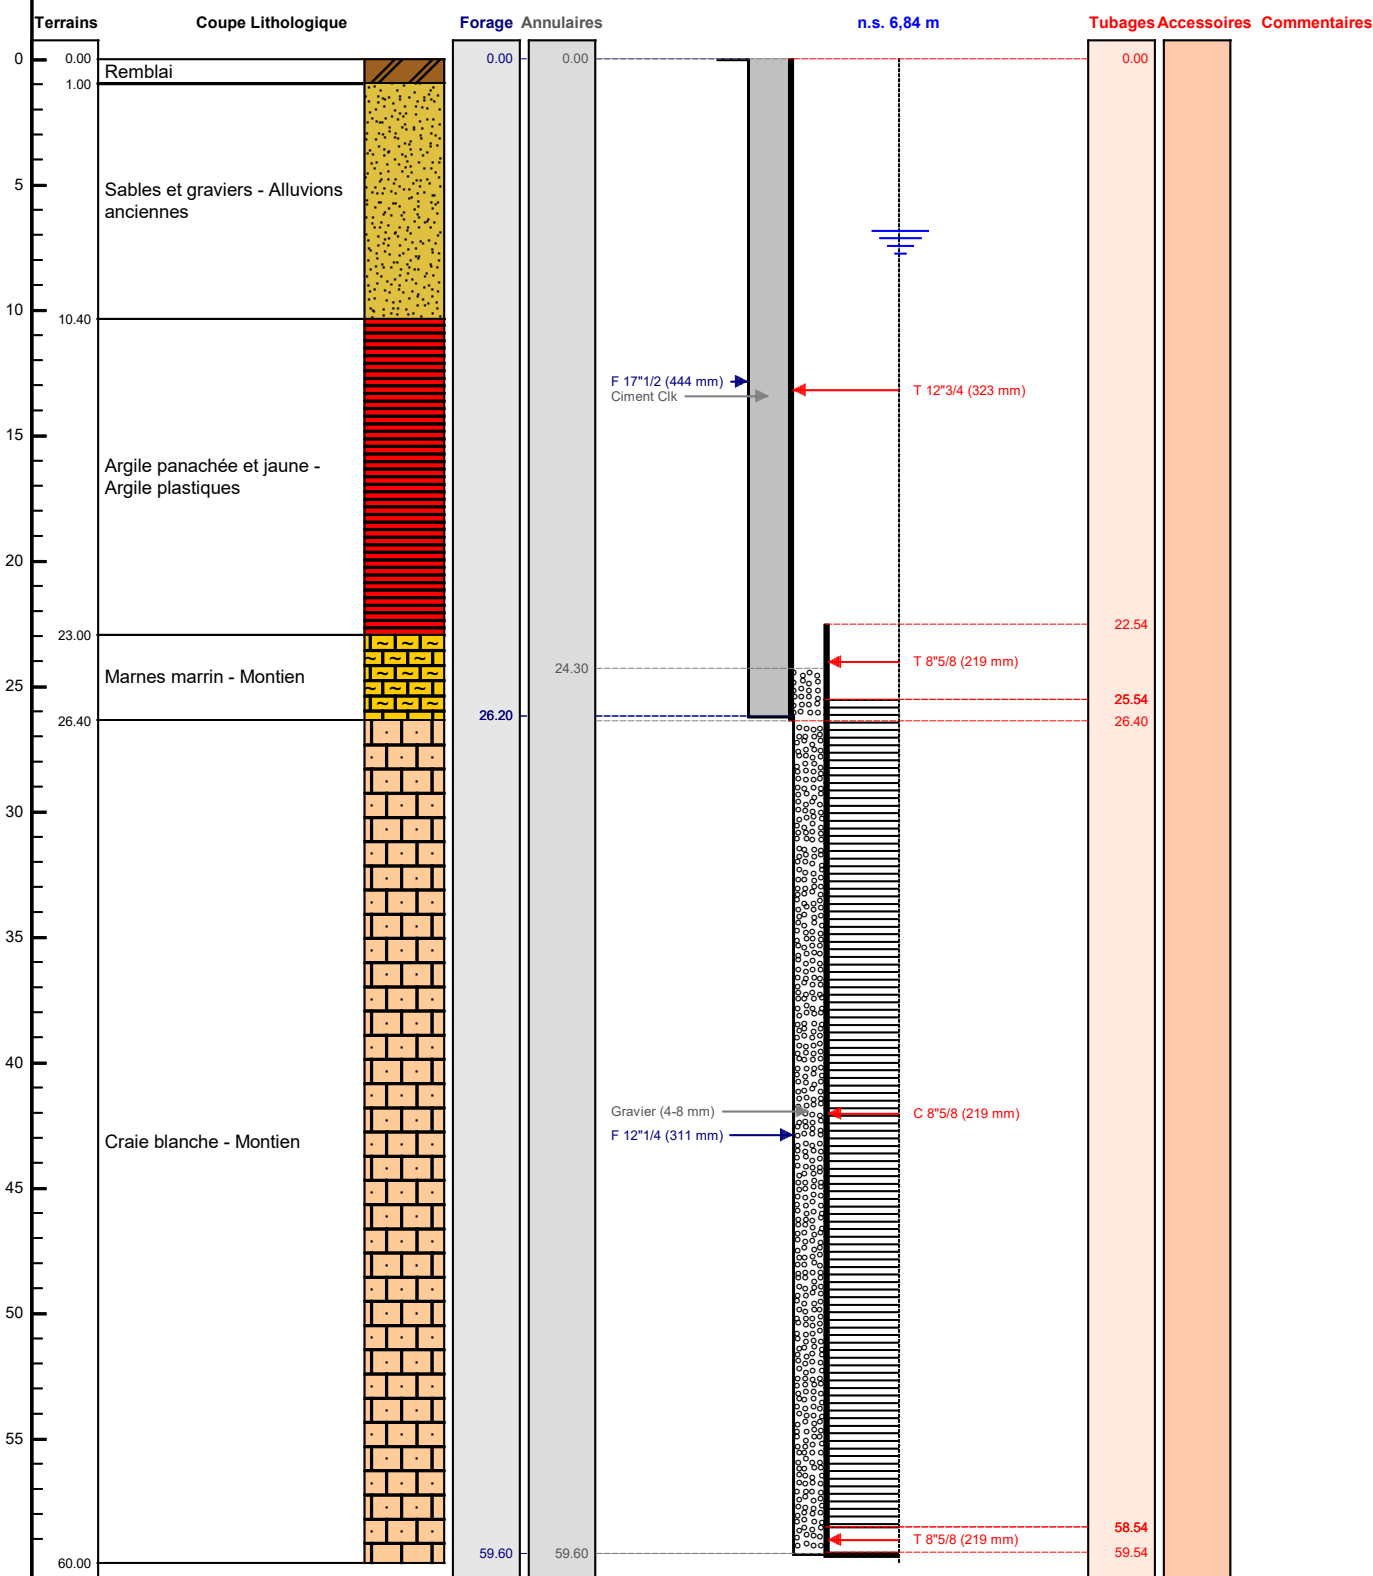 Terrains Coupe Lithologique Forage Annulaires n.s. 6,84 m Tubages Accessoires Commentaires
0 0.00 0.00 0.00 0.00
Remblai
1.00
Sables et graviers - Alluvions
anciennes
5
10
10.40
F 17"1/2 (444 mm) T 12"3/4 (323 mm)
Ciment Clk
15
Argile panachée et jaune -
Argile plastiques
20
22.54
23.00
T 8"5/8 (219 mm)
24.30
Marnes marrin - Montien
25
25.54
26.20
26.40 26.40
30
35
40
Gravier (4-8 mm) C 8"5/8 (219 mm)
F 12"1/4 (311 mm)
Craie blanche - Montien
45
50
55
58.54
T 8"5/8 (219 mm)
59.60 59.60 59.54
60.00